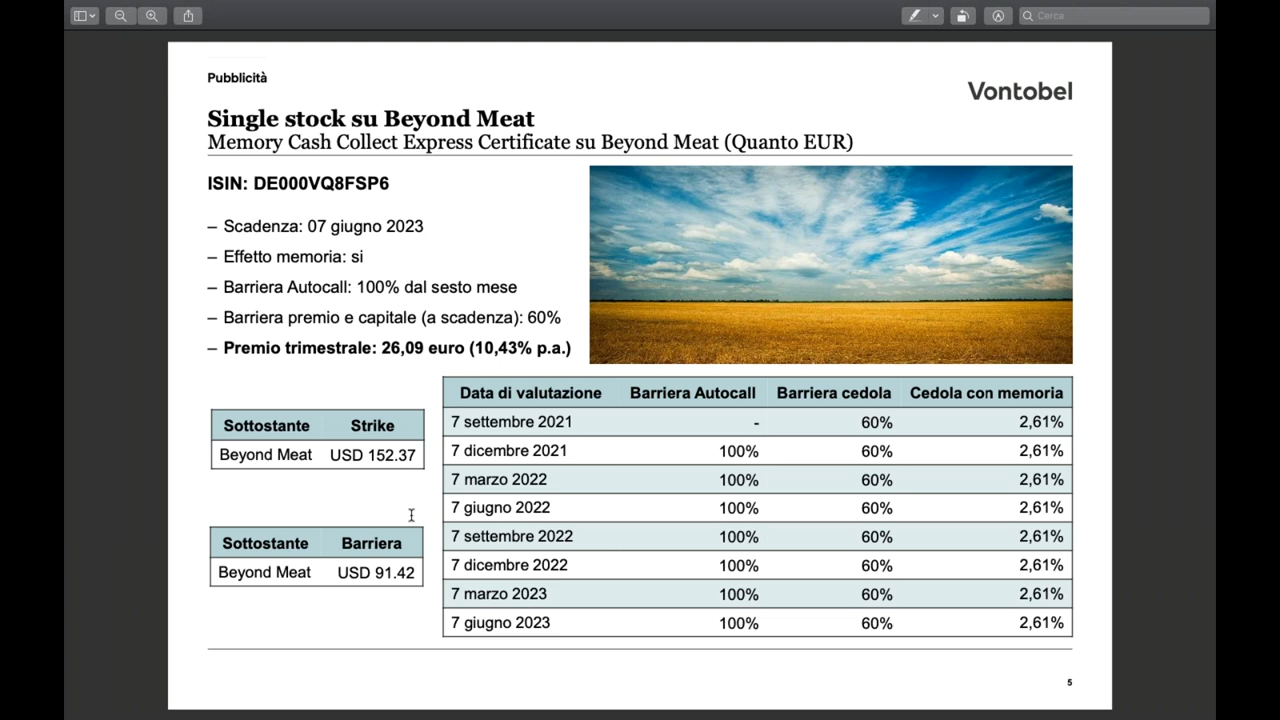 Cerca
Pubblicità
Vontobel
Single stock su Beyond Meat
Memory Cash Collect Express Certificate su Beyond Meat (Quanto EUR)
ISIN: DE000VQ8FSP6
– Scadenza: 07 giugno 2023
– Effetto memoria: si
– Barriera Autocall: 100% dal sesto mese
– Barriera premio e capitale (a scadenza): 60%
– Premio trimestrale: 26,09 euro (10,43% p.a.)
Sottostante Strike
Beyond Meat USD 152.37
Sottostante Barriera
Beyond Meat USD 91.42
Data di valutazione Barriera Autocall Barriera cedola Cedola con memoria
7 settembre 2021 - 60% 2,61%
7 dicembre 2021 100% 60% 2,61%
7 marzo 2022 100% 60% 2,61%
7 giugno 2022 100% 60% 2,61%
7 settembre 2022 100% 60% 2,61%
7 dicembre 2022 100% 60% 2,61%
7 marzo 2023 100% 60% 2,61%
7 giugno 2023 100% 60% 2,61%
5